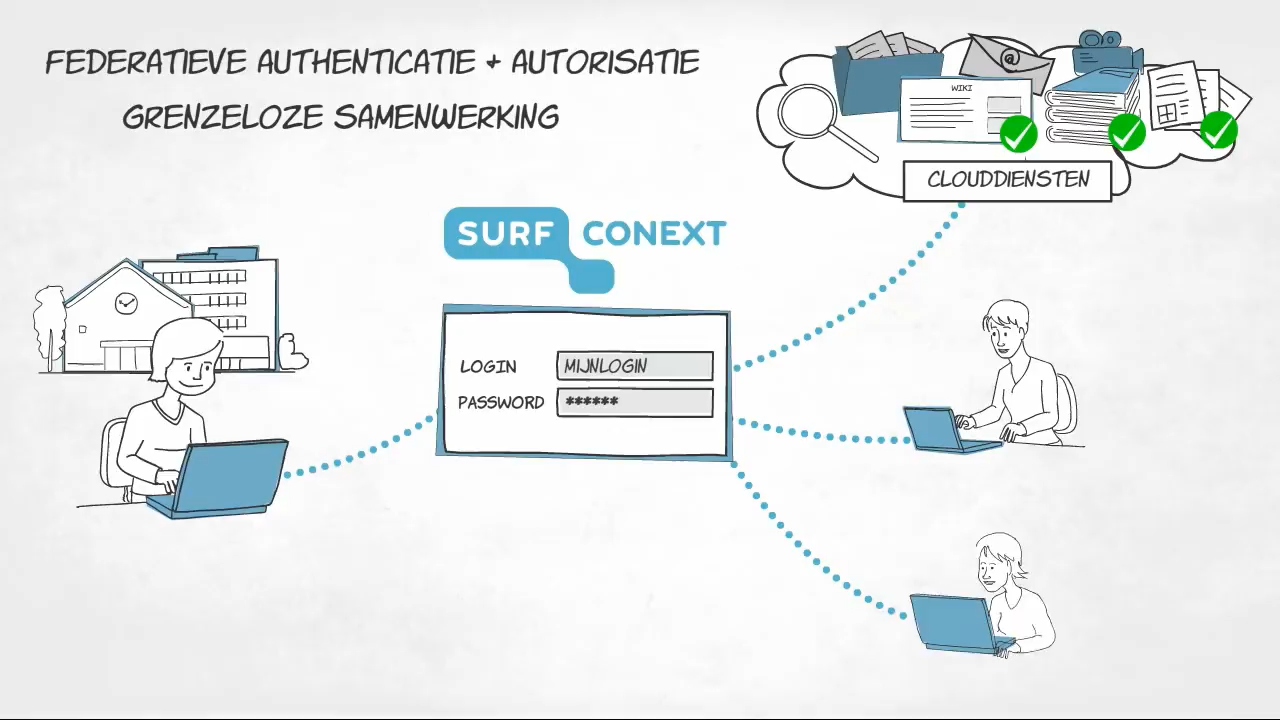 FEDERATIEVE AUTHENTICATIE + AUTORISATIE
GRENZELOZE SAMENWERKING
@
WIKI
CLOUDDIENSTEN
SURF CONEXT
LOGIN MIJNLOGIN
PASSWORD ******